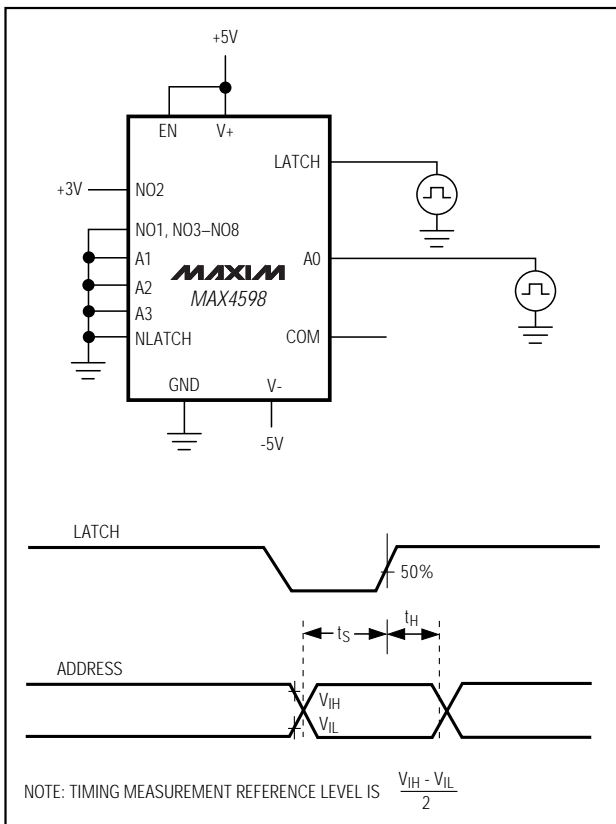 +5V
EN V+
LATCH
+3V NO2
NO1, NO3–NO8
A1 A0
MAXIM
A2
MAX4598
A3
NLATCH COM
GND V-
-5V
LATCH
50%
tS tH
ADDRESS
VIH
VIL
NOTE: TIMING MEASUREMENT REFERENCE LEVEL IS VIH - VIL
2